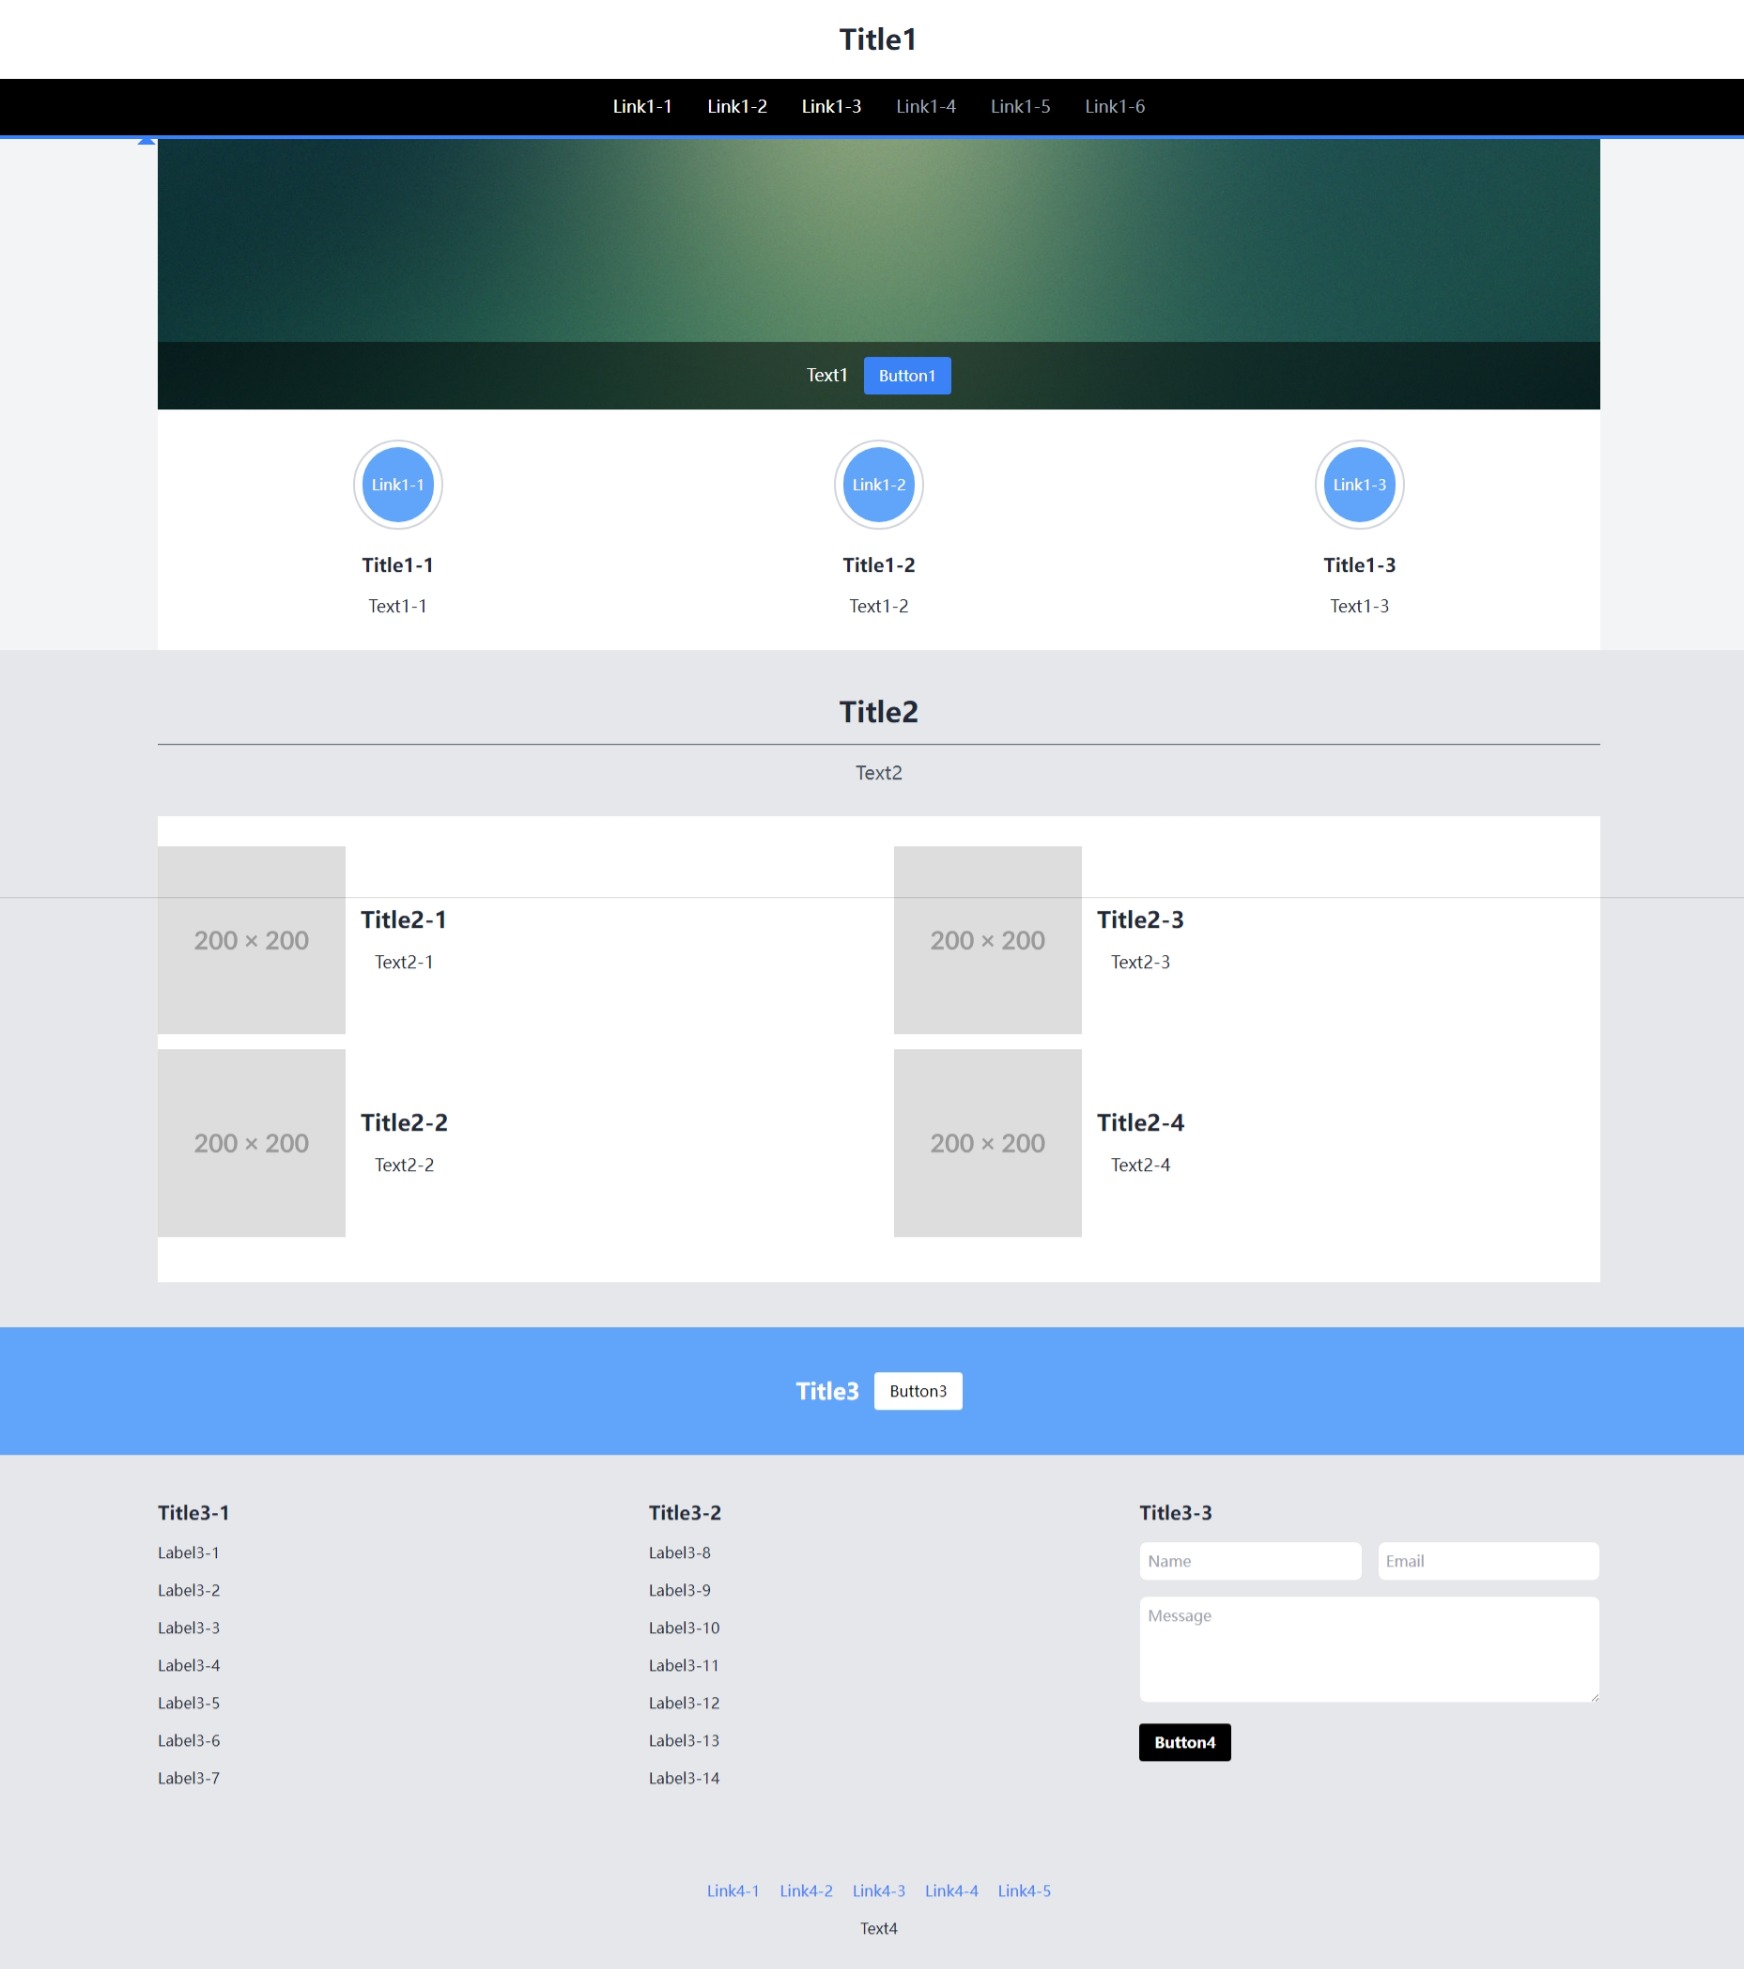 Title1
Link1-1 Link1-2 Link1-3 Link1-4 Link1-5 Link1-6
Text1 Button1
Link1-1 Link1-2 Link1-3
Title1-1 Title1-2 Title1-3
Text1-1 Text1-2 Text1-3
Title2
Text2
200 × 200
Title2-1
Text2-1
200 × 200
Title2-3
Text2-3
200 × 200
Title2-2
Text2-2
200 × 200
Title2-4
Text2-4
Title3 Button3
Title3-1
Label3-1
Label3-2
Label3-3
Label3-4
Label3-5
Label3-6
Label3-7
Title3-2
Label3-8
Label3-9
Label3-10
Label3-11
Label3-12
Label3-13
Label3-14
Title3-3
Name Email
Message
Button4
Link4-1 Link4-2 Link4-3 Link4-4 Link4-5
Text4